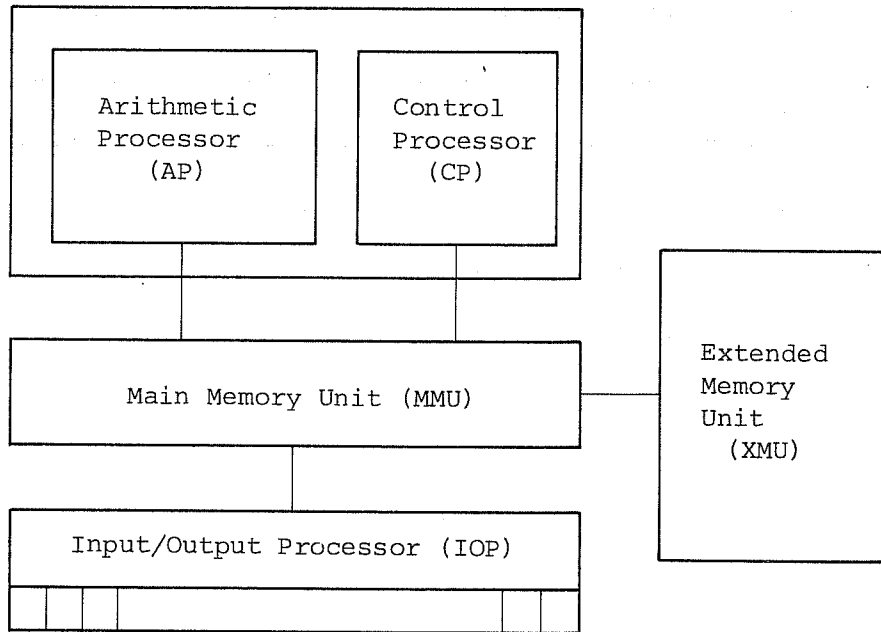 Arithmetic
Processor
(AP)
Control
Processor
(CP)
Extended
Memory
Unit
(XMU)
Main Memory Unit (MMU)
Input/Output Processor (IOP)